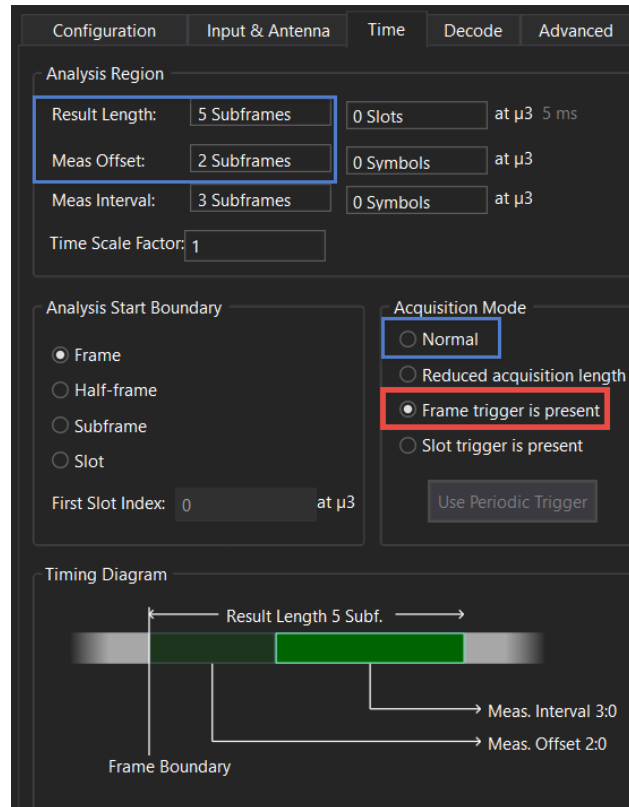 Configuration Input & Antenna Time Decode Advanced
Analysis Region
Result Length: 5 Subframes 0 Slots at µ3 5 ms
Meas Offset: 2 Subframes 0 Symbols at µ3
Meas Interval: 3 Subframes 0 Symbols at µ3
Time Scale Factor: 1
Analysis Start Boundary
Frame
Half-frame
Subframe
Slot
First Slot Index: 0 at µ3
Acquisition Mode
Normal
Reduced acquisition length
Frame trigger is present
Slot trigger is present
Use Periodic Trigger
Timing Diagram
Result Length 5 Subf.
Meas. Interval 3:0
Meas. Offset 2:0
Frame Boundary